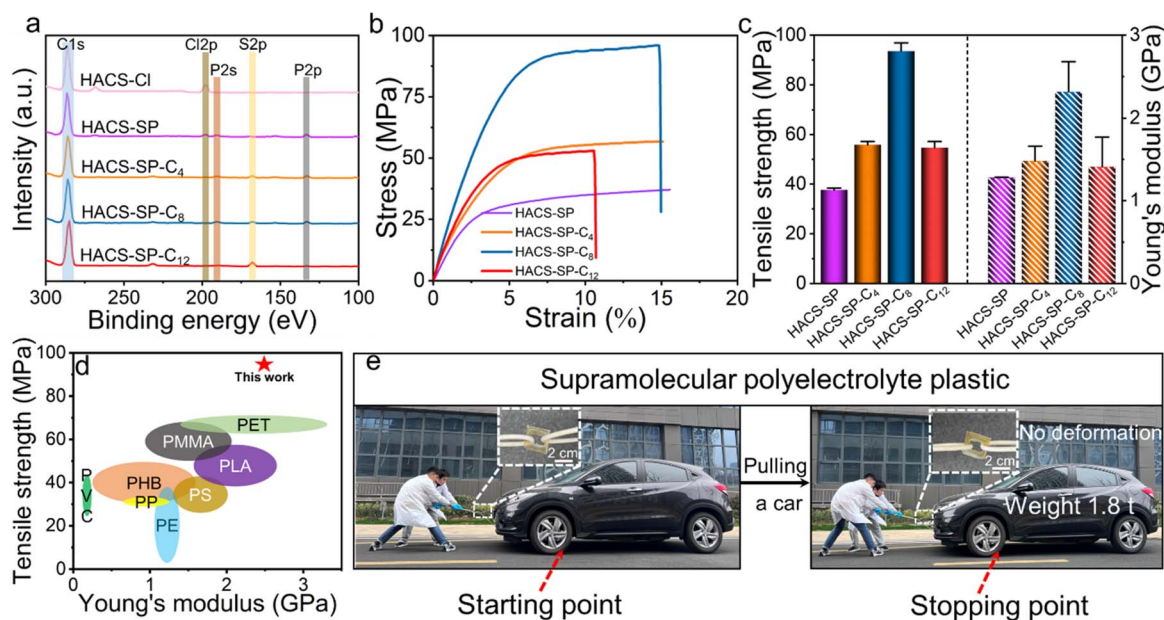 a
C1s
Cl2p
S2p
P2s
P2p
HACS-Cl
HACS-SP
HACS-SP-C4
HACS-SP-C8
HACS-SP-C12
Intensity (a.u.)
300
250
200
150
100
Binding energy (eV)
b
100
75
50
25
0
Stress (MPa)
HACS-SP
HACS-SP-C4
HACS-SP-C8
HACS-SP-C12
0
5
10
15
20
Strain (%)
c
100
80
60
40
20
0
Tensile strength (MPa)
3
2
1
0
Young's modulus (GPa)
HACS-SP
HACS-SP-C4
HACS-SP-C8
HACS-SP-C12
HACS-SP
HACS-SP-C4
HACS-SP-C8
HACS-SP-C12
d
100
80
60
40
20
0
Tensile strength (MPa)
This work
PET
PMMA
PLA
PHB
PVC
PP
PS
PE
0
1
2
3
Young's modulus (GPa)
e
Supramolecular polyelectrolyte plastic
2 cm
Pulling
a car
2 cm
No deformation
Weight 1.8 t
Starting point
Stopping point